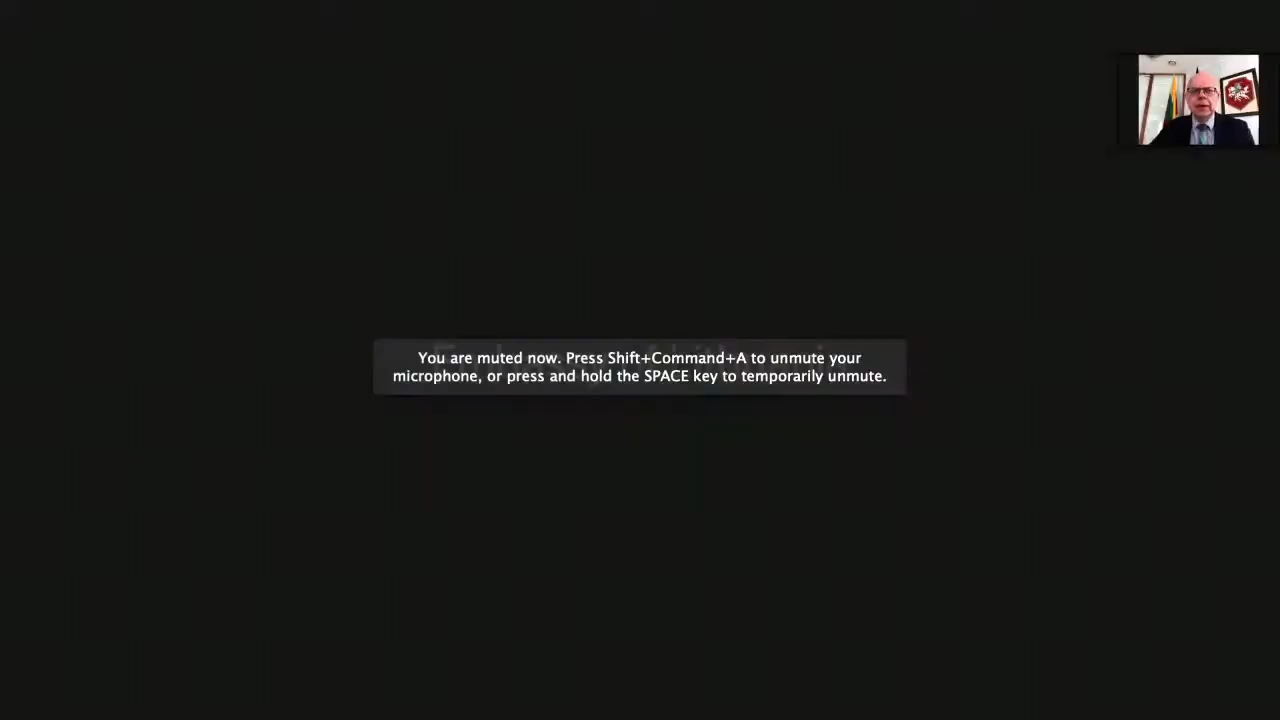 You are muted now. Press Shift+Command+A to unmute your
microphone, or press and hold the SPACE key to temporarily unmute.